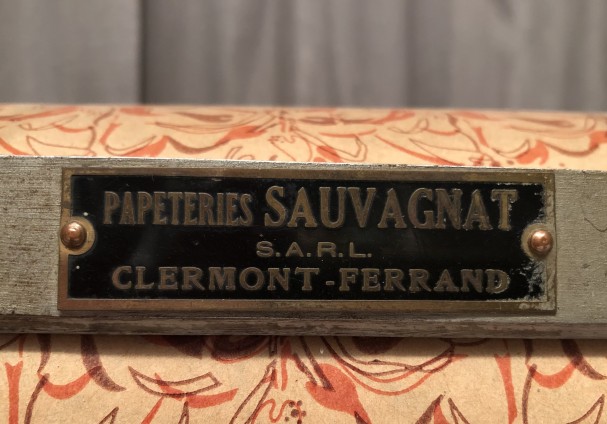 PAPETERIES SAUVAGNAT
S.A.R.L.
CLERMONT-FERRAND